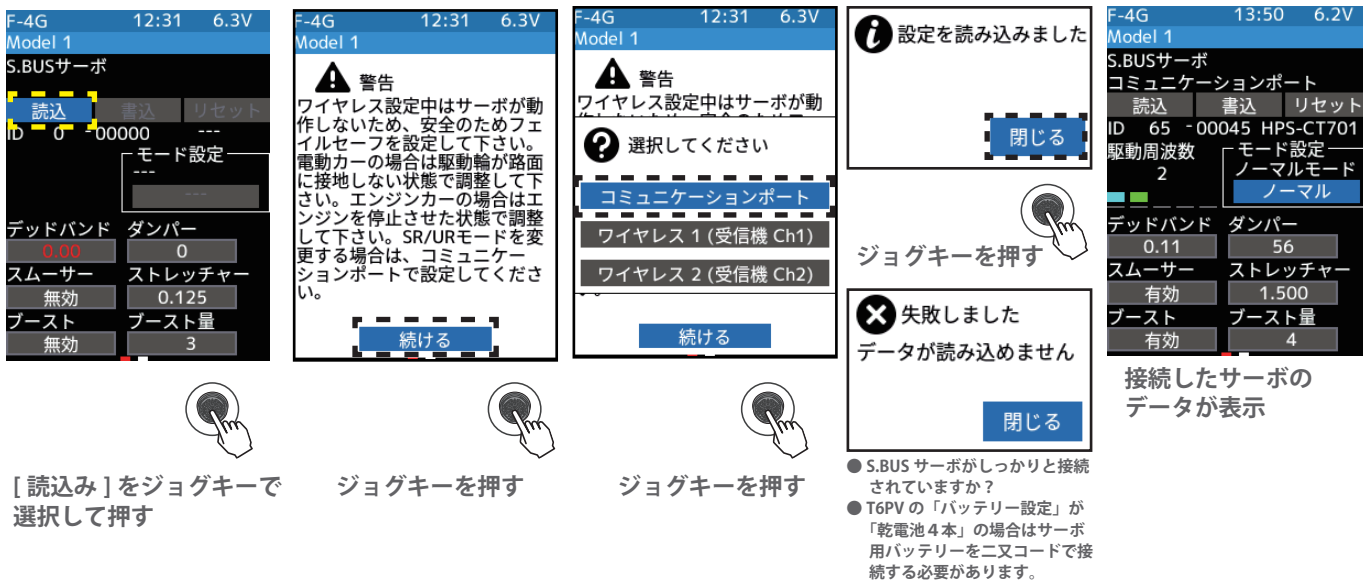 F-4G 12:31 6.3V
Model 1
S.BUSサーボ
読込 書込 リセット
ID 0 -00000 ---
モード設定
---
---
デッドバンド ダンパー
0.00 0
スムーサー ストレッチャー
無効 0.125
ブースト ブースト量
無効 3
[ 読込み ] をジョグキーで
選択して押す
F-4G 12:31 6.3V
Model 1
警告
ワイヤレス設定中はサーボが動
作しないため、安全のためフェ
イルセーフを設定して下さい。
電動カーの場合は駆動輪が路面
に接地しない状態で調整して下
さい。エンジンカーの場合はエ
ンジンを停止させた状態で調整
して下さい。SR/URモードを変
更する場合は、コミュニケー
ションポートで設定してくださ
い。
続ける
ジョグキーを押す
F-4G 12:31 6.3V
Model 1
警告
ワイヤレス設定中はサーボが動
選択してください
コミュニケーションポート
ワイヤレス 1 (受信機 Ch1)
ワイヤレス 2 (受信機 Ch2)
続ける
ジョグキーを押す
設定を読み込みました
閉じる
ジョグキーを押す
失敗しました
データが読み込めません
閉じる
● S.BUS サーボがしっかりと接続
されていますか？
● T6PV の「バッテリー設定」が
「乾電池４本」の場合はサーボ
用バッテリーを二又コードで接
続する必要があります。
F-4G 13:50 6.2V
Model 1
S.BUSサーボ
コミュニケーションポート
読込 書込 リセット
ID 65 -00045 HPS-CT701
駆動周波数 モード設定
2 ノーマルモード
ノーマル
デッドバンド ダンパー
0.11 56
スムーサー ストレッチャー
有効 1.500
ブースト ブースト量
有効 4
接続したサーボの
データが表示